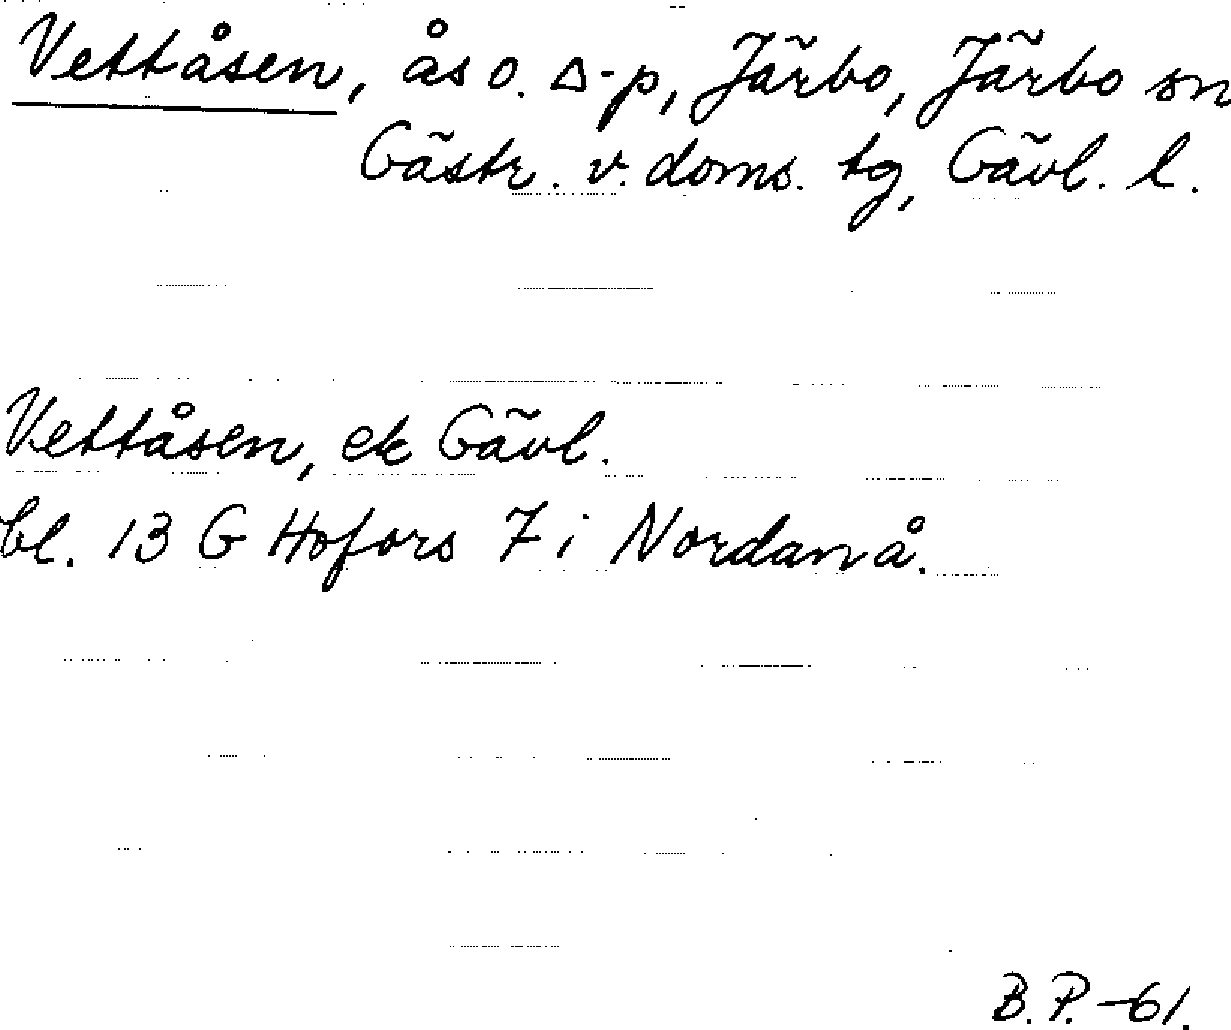 Vettåsen, ås o. Δ-p, Järbo, Järbo sn
Gästr. v. doms. tg, Gävl. l.
Vettåsen, ek Gävl.
bl. 13 G Hofors 7 i Nordanå.
B.P. -61.